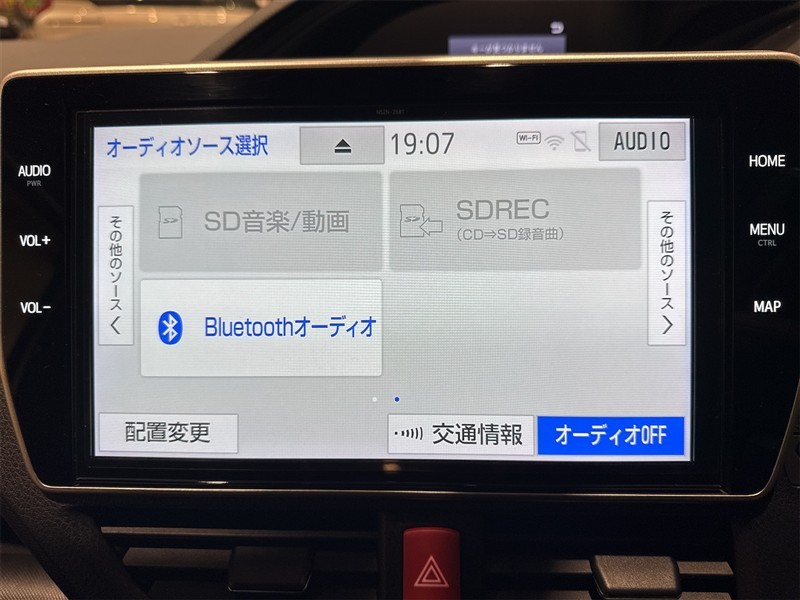 オーディオソース選択
19:07
Wi-Fi
AUDIO
AUDIO
PWR
VOL+
VOL-
その他のソース
SD
SD音楽/動画
SD
SDREC
(CD⇒SD録音曲)
Bluetoothオーディオ
その他のソース
配置変更
交通情報
オーディオOFF
HOME
MENU
CTRL
MAP